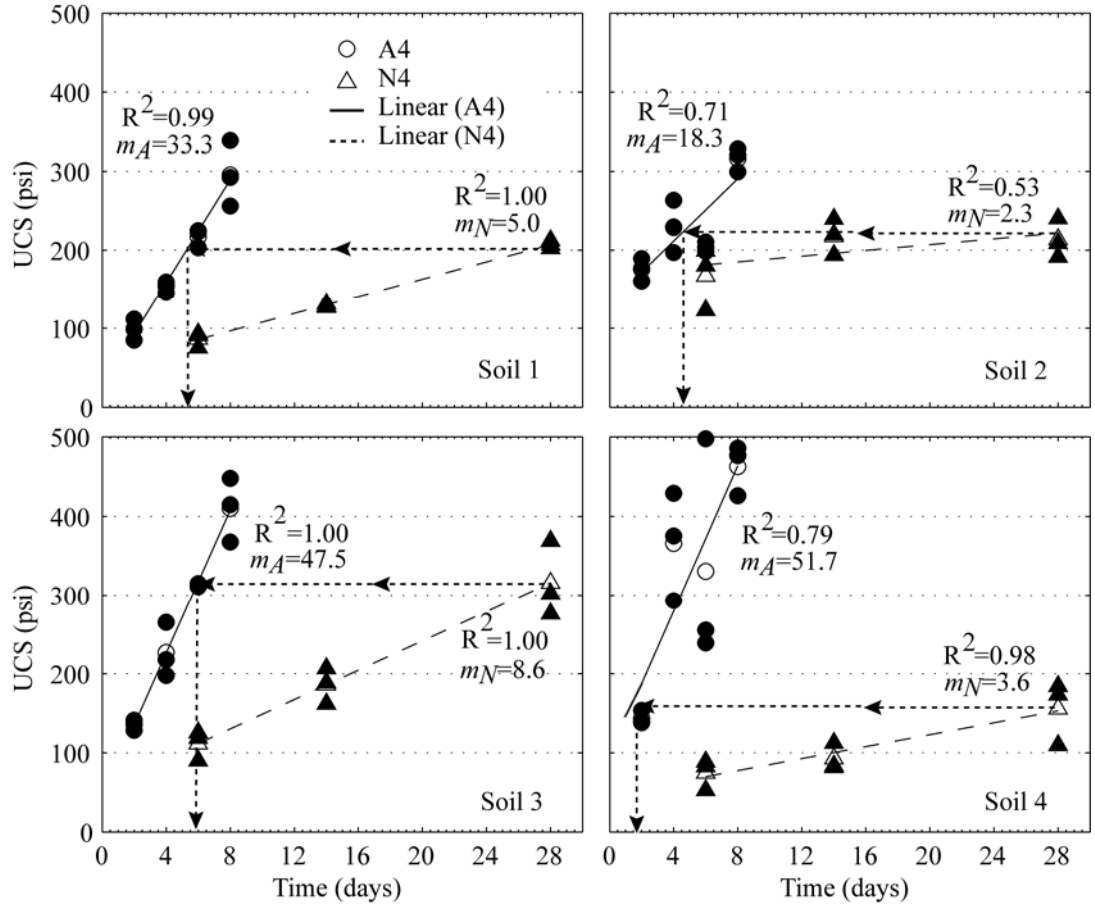 500
400
300
200
100
0
UCS (psi)
A4
N4
Linear (A4)
Linear (N4)
R²=0.99
mA=33.3
R²=1.00
mN=5.0
Soil 1
R²=0.71
mA=18.3
R²=0.53
mN=2.3
Soil 2
500
400
300
200
100
0
UCS (psi)
R²=1.00
mA=47.5
R²=1.00
mN=8.6
Soil 3
R²=0.79
mA=51.7
R²=0.98
mN=3.6
Soil 4
0 4 8 12 16 20 24 28
0 4 8 12 16 20 24 28
Time (days)
Time (days)